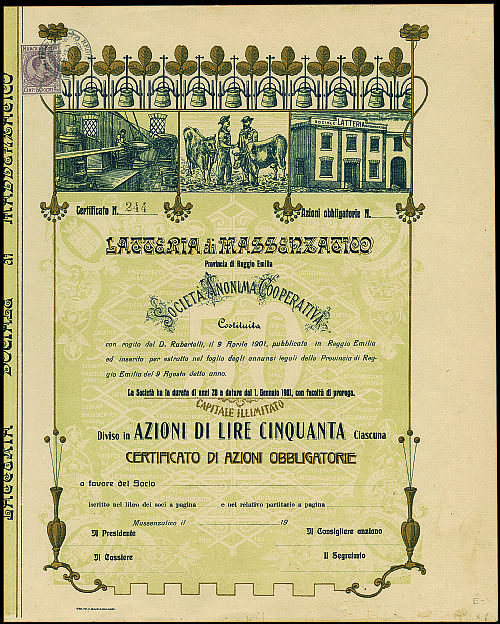 LATTERIA SOCIALE di MASSENZATICO
SOCIALE LATTERIA
Certificato N. 244
Azioni obbligatorie N.
LATTERIA di MASSENZATICO
Provincia di Reggio Emilia
SOCIETÀ ANONIMA COOPERATIVA
Costituita
con rogito del D. Rabertelli, il 9 Aprile 1901, pubblicato in Reggio Emilia
ed inserito per estratto nel foglio degli annunzi legali della Provincia di Reg-
gio Emilia del 9 Agosto detto anno.
La Società ha la durata di anni 20 a datare dal 1. Gennaio 1901, con facoltà di proroga.
CAPITALE ILLIMITATO
Diviso in AZIONI DI LIRE CINQUANTA Ciascuna
CERTIFICATO DI AZIONI OBBLIGATORIE
a favore del Socio
iscritto nel libro dei soci a pagina e nel relativo partitario a pagina
Massenzatico il 19
Il Presidente
Il Consigliere anziano
Il Cassiere
Il Segretario